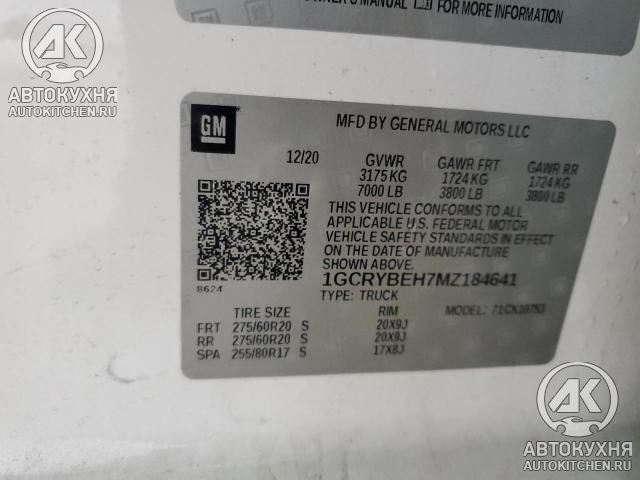 OWNER'S MANUAL FOR MORE INFORMATION
АВТОКУХНЯ
AUTOKITCHEN.RU
GM
MFD BY GENERAL MOTORS LLC
12/20 GVWR GAWR FRT GAWR RR
3175 KG 1724 KG 1724 KG
7000 LB 3800 LB 3800 LB
THIS VEHICLE CONFORMS TO ALL
APPLICABLE U.S. FEDERAL MOTOR
VEHICLE SAFETY STANDARDS IN EFFECT
ON THE DATE OF MANUFACTURE
SHOWN ABOVE.
8624
1GCRYBEH7MZ184641
TYPE: TRUCK MODEL:
TIRE SIZE RIM
FRT 275/60R20 S 20X9J
RR 275/60R20 S 20X9J
SPA 255/80R17 S 17X8J
АК
АВТОКУХНЯ
AUTOKITCHEN.RU